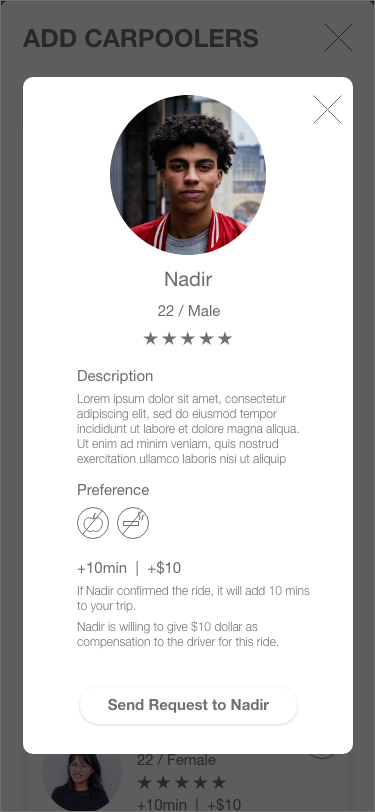 ADD CARPOOLERS
Nadir
22 / Male
★★★★★
Description
Lorem ipsum dolor sit amet, consectetur
adipiscing elit, sed do eiusmod tempor
incididunt ut labore et dolore magna aliqua.
Ut enim ad minim veniam, quis nostrud
exercitation ullamco laboris nisi ut aliquip
Preference
+10min | +$10
If Nadir confirmed the ride, it will add 10 mins
to your trip.
Nadir is willing to give $10 dollar as
compensation to the driver for this ride.
Send Request to Nadir
22 / Female
★★★★★
+10min | +$10